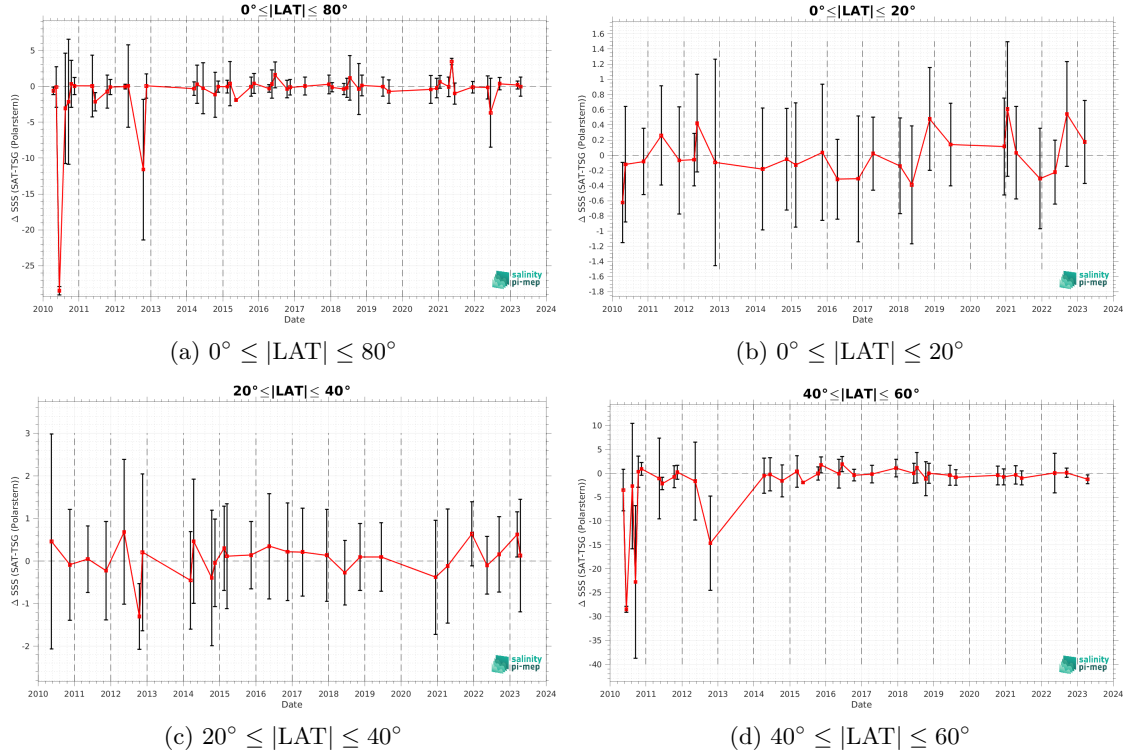 0°≤|LAT|≤ 80°
Δ SSS (SAT-TSG (Polarstern))
5
0
-5
-10
-15
-20
-25
2010 2011 2012 2013 2014 2015 2016 2017 2018 2019 2020 2021 2022 2023 2024
Date
salinity
pi-mep
(a) 0° ≤ |LAT| ≤ 80°
0°≤|LAT|≤ 20°
Δ SSS (SAT-TSG (Polarstern))
1.6
1.4
1.2
1
0.8
0.6
0.4
0.2
0
-0.2
-0.4
-0.6
-0.8
-1
-1.2
-1.4
-1.6
-1.8
2010 2011 2012 2013 2014 2015 2016 2017 2018 2019 2020 2021 2022 2023 2024
Date
salinity
pi-mep
(b) 0° ≤ |LAT| ≤ 20°
20°≤|LAT|≤ 40°
Δ SSS (SAT-TSG (Polarstern))
3
2
1
0
-1
-2
2010 2011 2012 2013 2014 2015 2016 2017 2018 2019 2020 2021 2022 2023 2024
Date
salinity
pi-mep
(c) 20° ≤ |LAT| ≤ 40°
40°≤|LAT|≤ 60°
Δ SSS (SAT-TSG (Polarstern))
10
5
0
-5
-10
-15
-20
-25
-30
-35
-40
2010 2011 2012 2013 2014 2015 2016 2017 2018 2019 2020 2021 2022 2023 2024
Date
salinity
pi-mep
(d) 40° ≤ |LAT| ≤ 60°